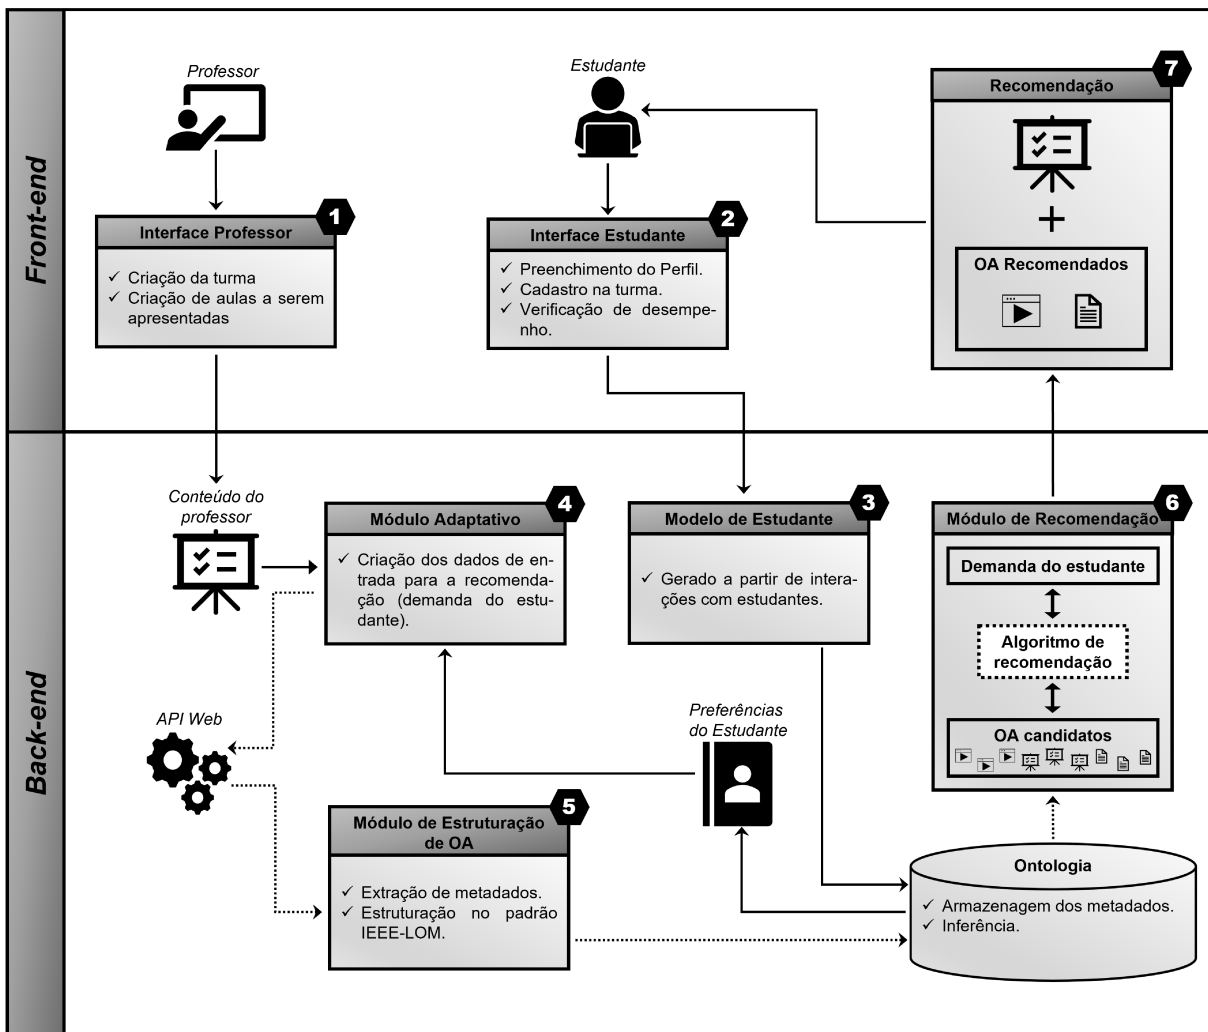 Front-end
Professor
1
Interface Professor
✓ Criação da turma
✓ Criação de aulas a serem
apresentadas
Estudante
2
Interface Estudante
✓ Preenchimento do Perfil.
✓ Cadastro na turma.
✓ Verificação de desempe-
nho.
7
Recomendação
+
OA Recomendados
Back-end
Conteúdo do
professor
4
Módulo Adaptativo
✓ Criação dos dados de en-
trada para a recomenda-
ção (demanda do estu-
dante).
3
Modelo de Estudante
✓ Gerado a partir de intera-
ções com estudantes.
6
Módulo de Recomendação
Demanda do estudante
Algoritmo de
recomendação
OA candidatos
API Web
Preferências
do Estudante
5
Módulo de Estruturação
de OA
✓ Extração de metadados.
✓ Estruturação no padrão
IEEE-LOM.
Ontologia
✓ Armazenagem dos metadados.
✓ Inferência.